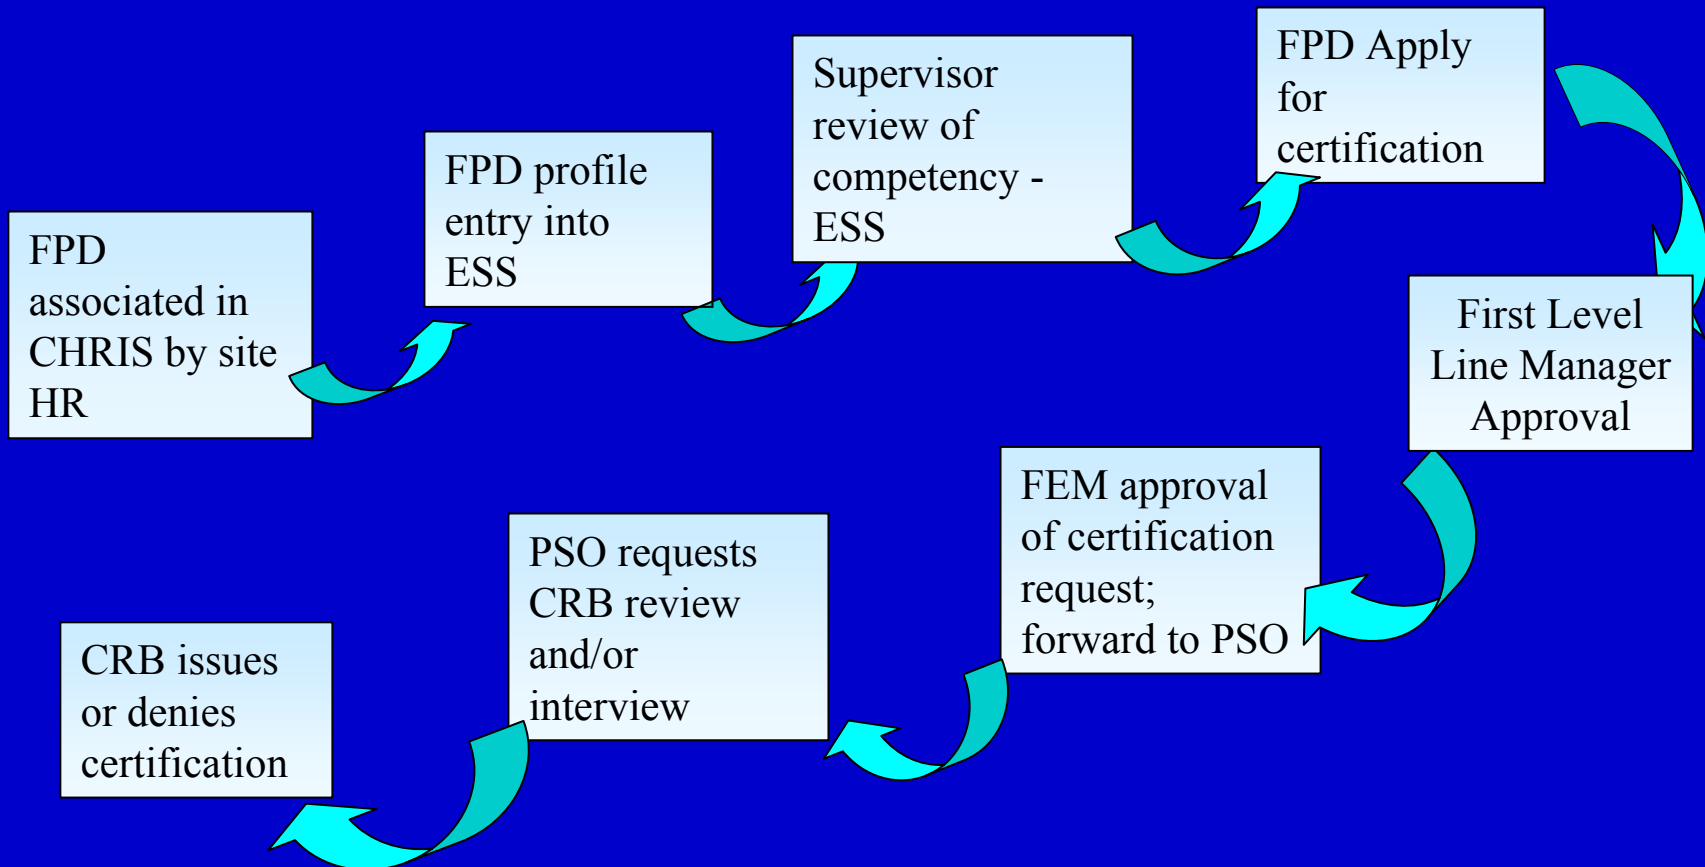 FPD
associated in
CHRIS by site
HR
FPD profile
entry into
ESS
Supervisor
review of
competency -
ESS
FPD Apply
for
certification
First Level
Line Manager
Approval
FEM approval
of certification
request;
forward to PSO
PSO requests
CRB review
and/or
interview
CRB issues
or denies
certification